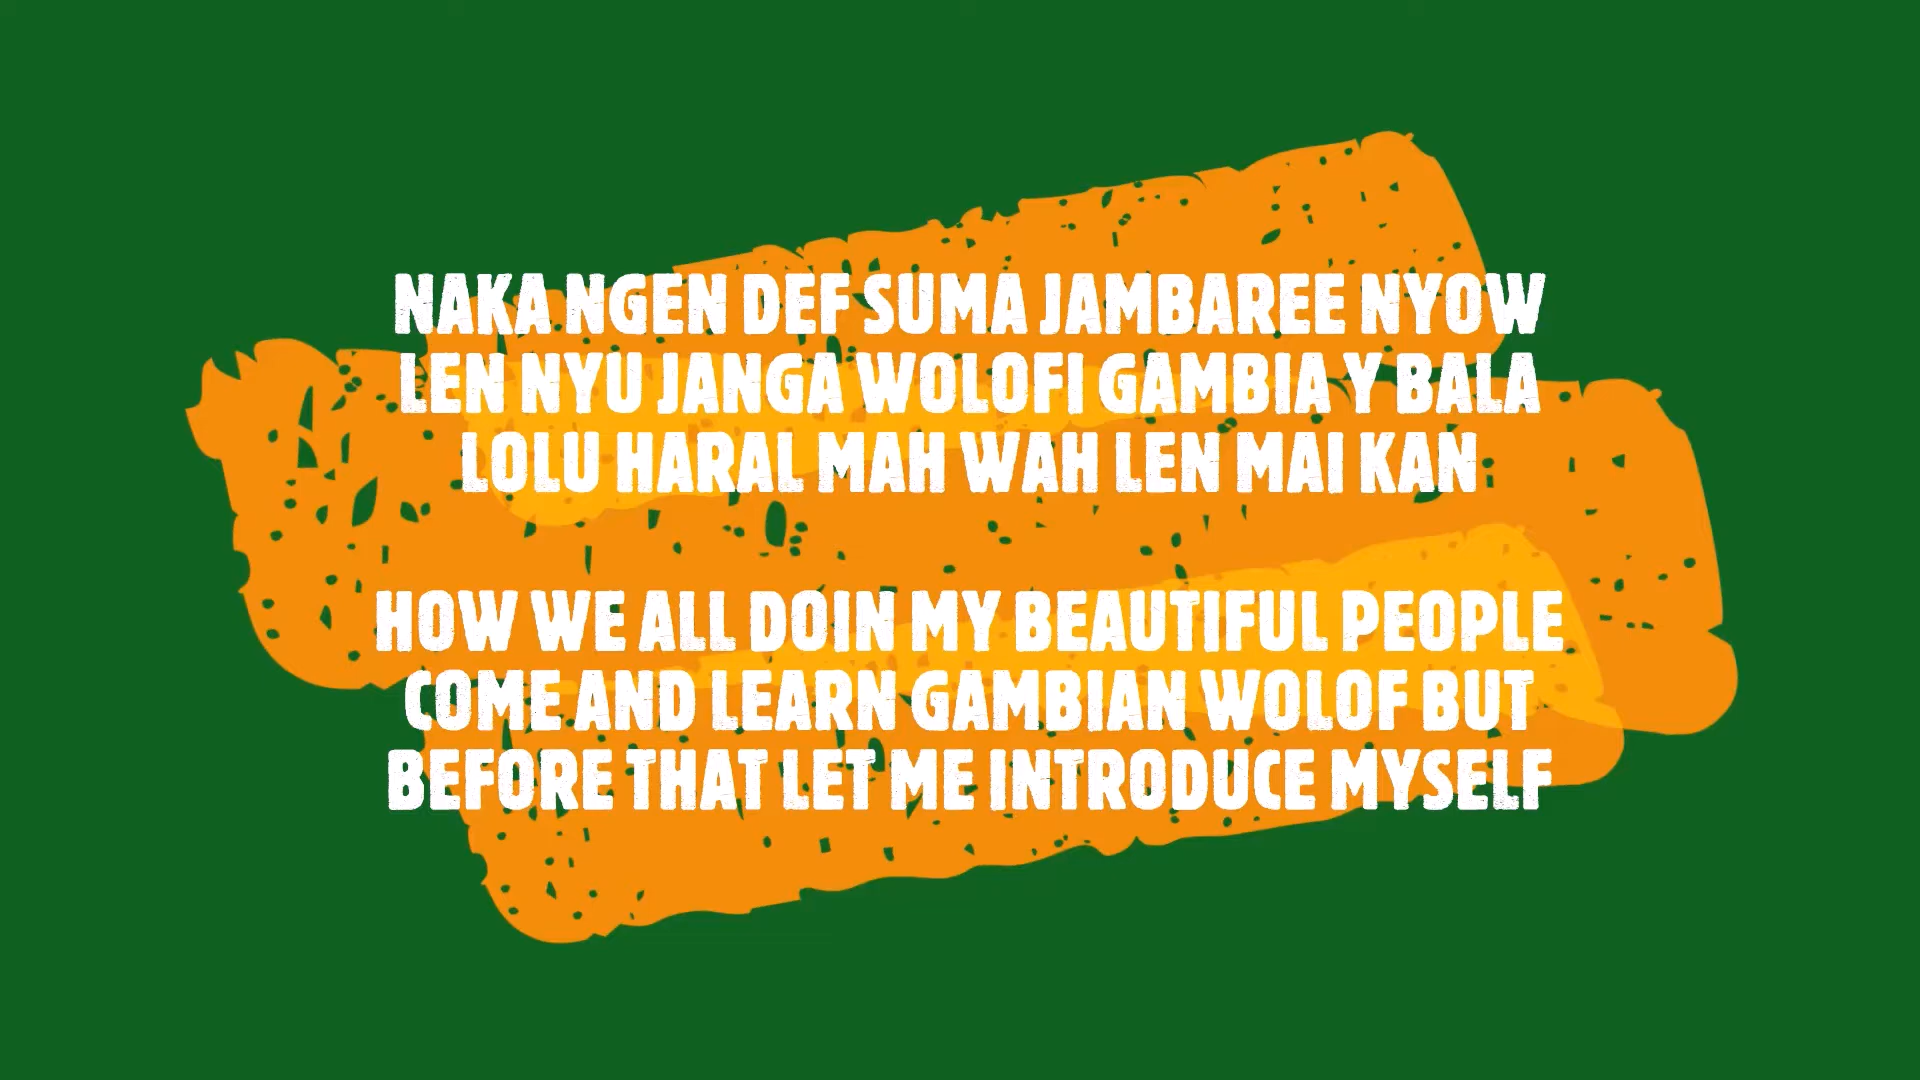 NAKA NGEN DEF SUMA JAMBAREE NYOW
LEN NYU JANGA WOLOFI GAMBIA Y BALA
LOLU HARAL MAH WAH LEN MAI KAN
HOW WE ALL DOIN MY BEAUTIFUL PEOPLE
COME AND LEARN GAMBIAN WOLOF BUT
BEFORE THAT LET ME INTRODUCE MYSELF